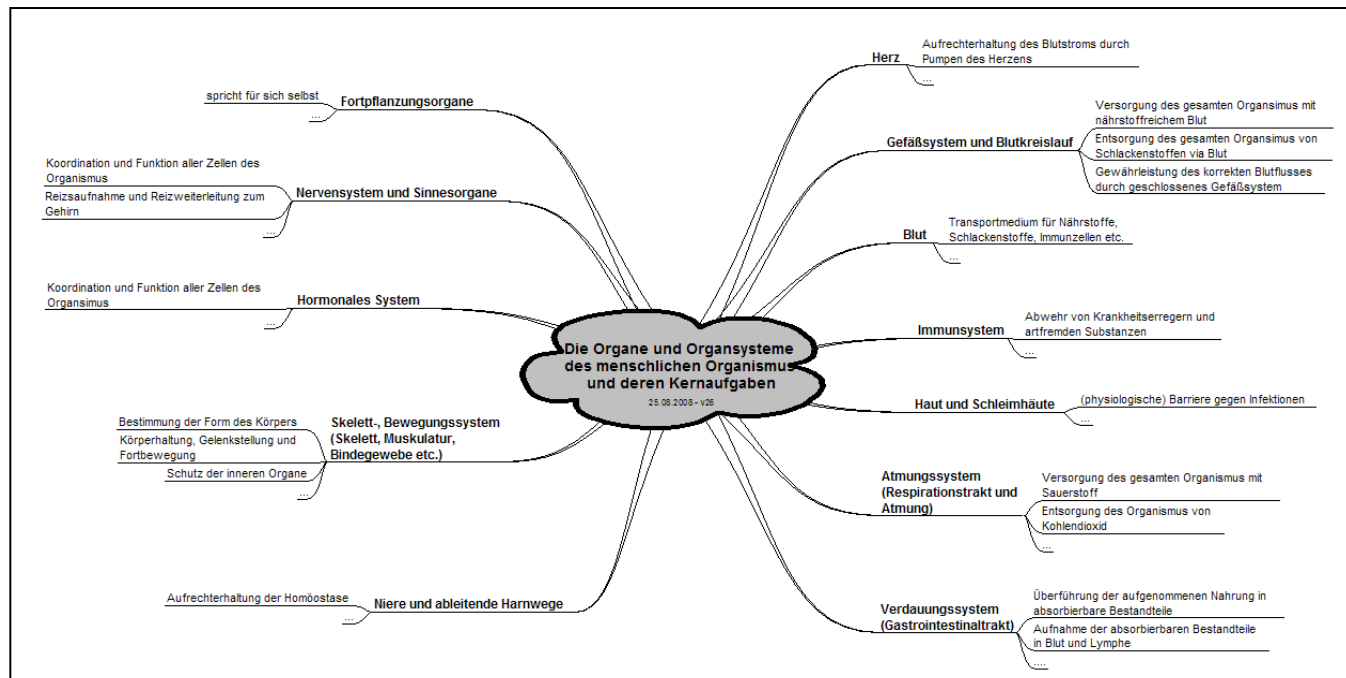 Die Organe und Organsysteme
des menschlichen Organismus
und deren Kernaufgaben
25.08.2008 - v26
Herz
Aufrechterhaltung des Blutstroms durch
Pumpen des Herzens
...
Gefäßsystem und Blutkreislauf
Versorgung des gesamten Organsimus mit
nährstoffreichem Blut
Entsorgung des gesamten Organsimus von
Schlackenstoffen via Blut
Gewährleistung des korrekten Blutflusses
durch geschlossenes Gefäßsystem
Blut
Transportmedium für Nährstoffe,
Schlackenstoffe, Immunzellen etc.
...
Immunsystem
Abwehr von Krankheitserregern und
artfremden Substanzen
...
Haut und Schleimhäute
(physiologische) Barriere gegen Infektionen
...
Atmungssystem
(Respirationstrakt und
Atmung)
Versorgung des gesamten Organismus mit
Sauerstoff
Entsorgung des Organismus von
Kohlendioxid
...
Verdauungssystem
(Gastrointestinaltrakt)
Überführung der aufgenommenen Nahrung in
absorbierbare Bestandteile
Aufnahme der absorbierbaren Bestandteile
in Blut und Lymphe
....
Fortpflanzungsorgane
spricht für sich selbst
...
Nervensystem und Sinnesorgane
Koordination und Funktion aller Zellen des
Organismus
Reizsaufnahme und Reizweiterleitung zum
Gehirn
...
Hormonales System
Koordination und Funktion aller Zellen des
Organsimus
...
Skelett-, Bewegungssystem
(Skelett, Muskulatur,
Bindegewebe etc.)
Bestimmung der Form des Körpers
Körperhaltung, Gelenkstellung und
Fortbewegung
Schutz der inneren Organe
...
Niere und ableitende Harnwege
Aufrechterhaltung der Homöostase
...